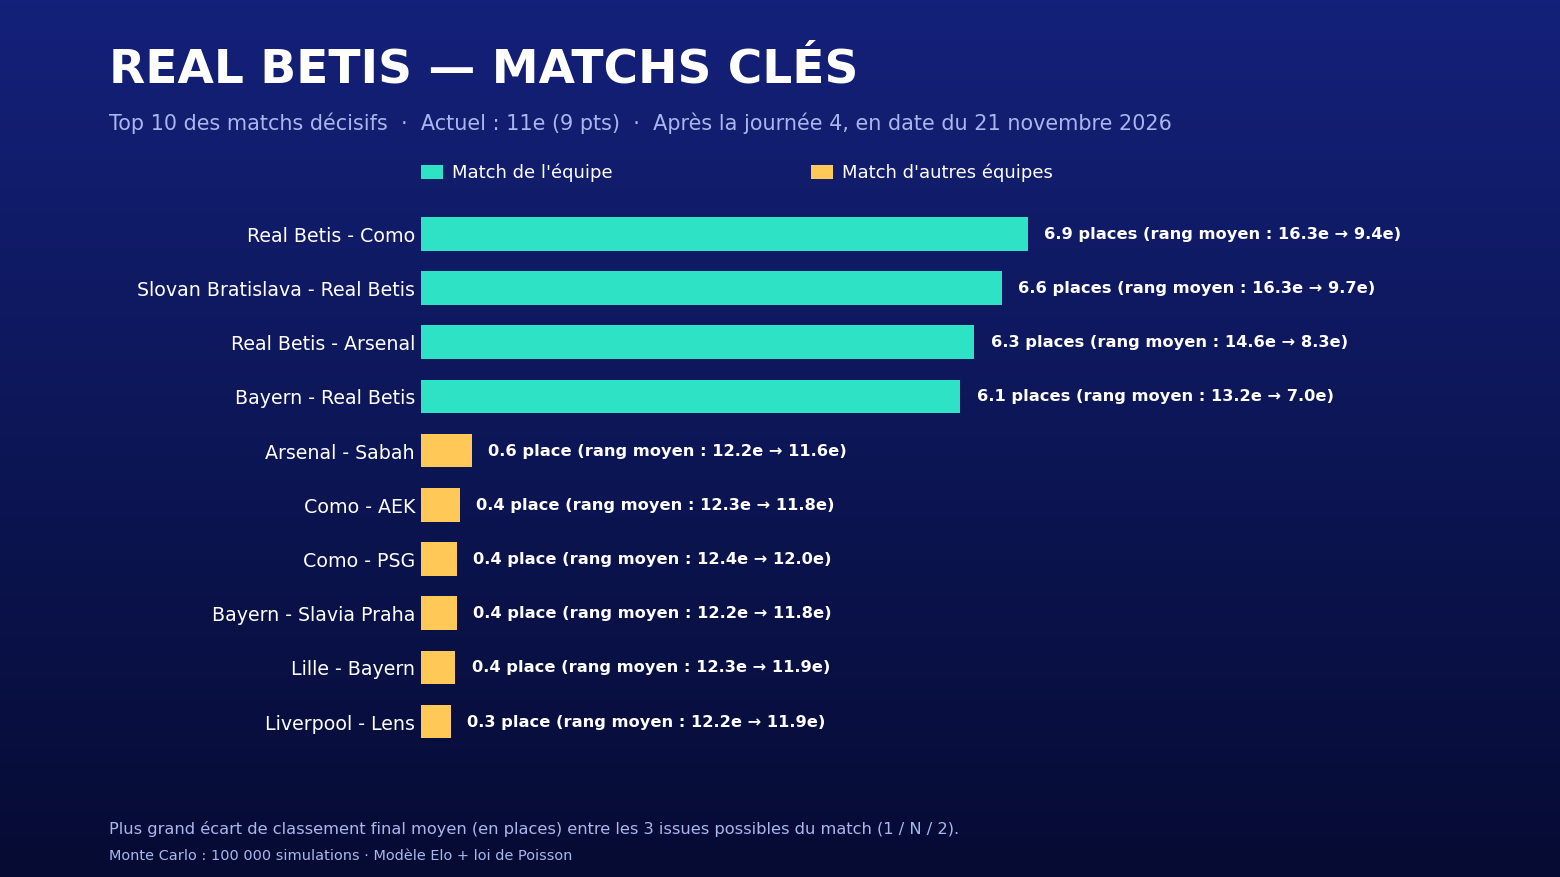 REAL BETIS — MATCHS CLÉS
Top 10 des matchs décisifs · Actuel : 11e (9 pts) · Après la journée 4, en date du 21 novembre 2026
Match de l'équipe
Match d'autres équipes
Real Betis - Como 6.9 places (rang moyen : 16.3e → 9.4e)
Slovan Bratislava - Real Betis 6.6 places (rang moyen : 16.3e → 9.7e)
Real Betis - Arsenal 6.3 places (rang moyen : 14.6e → 8.3e)
Bayern - Real Betis 6.1 places (rang moyen : 13.2e → 7.0e)
Arsenal - Sabah 0.6 place (rang moyen : 12.2e → 11.6e)
Como - AEK 0.4 place (rang moyen : 12.3e → 11.8e)
Como - PSG 0.4 place (rang moyen : 12.4e → 12.0e)
Bayern - Slavia Praha 0.4 place (rang moyen : 12.2e → 11.8e)
Lille - Bayern 0.4 place (rang moyen : 12.3e → 11.9e)
Liverpool - Lens 0.3 place (rang moyen : 12.2e → 11.9e)
Plus grand écart de classement final moyen (en places) entre les 3 issues possibles du match (1 / N / 2).
Monte Carlo : 100 000 simulations · Modèle Elo + loi de Poisson